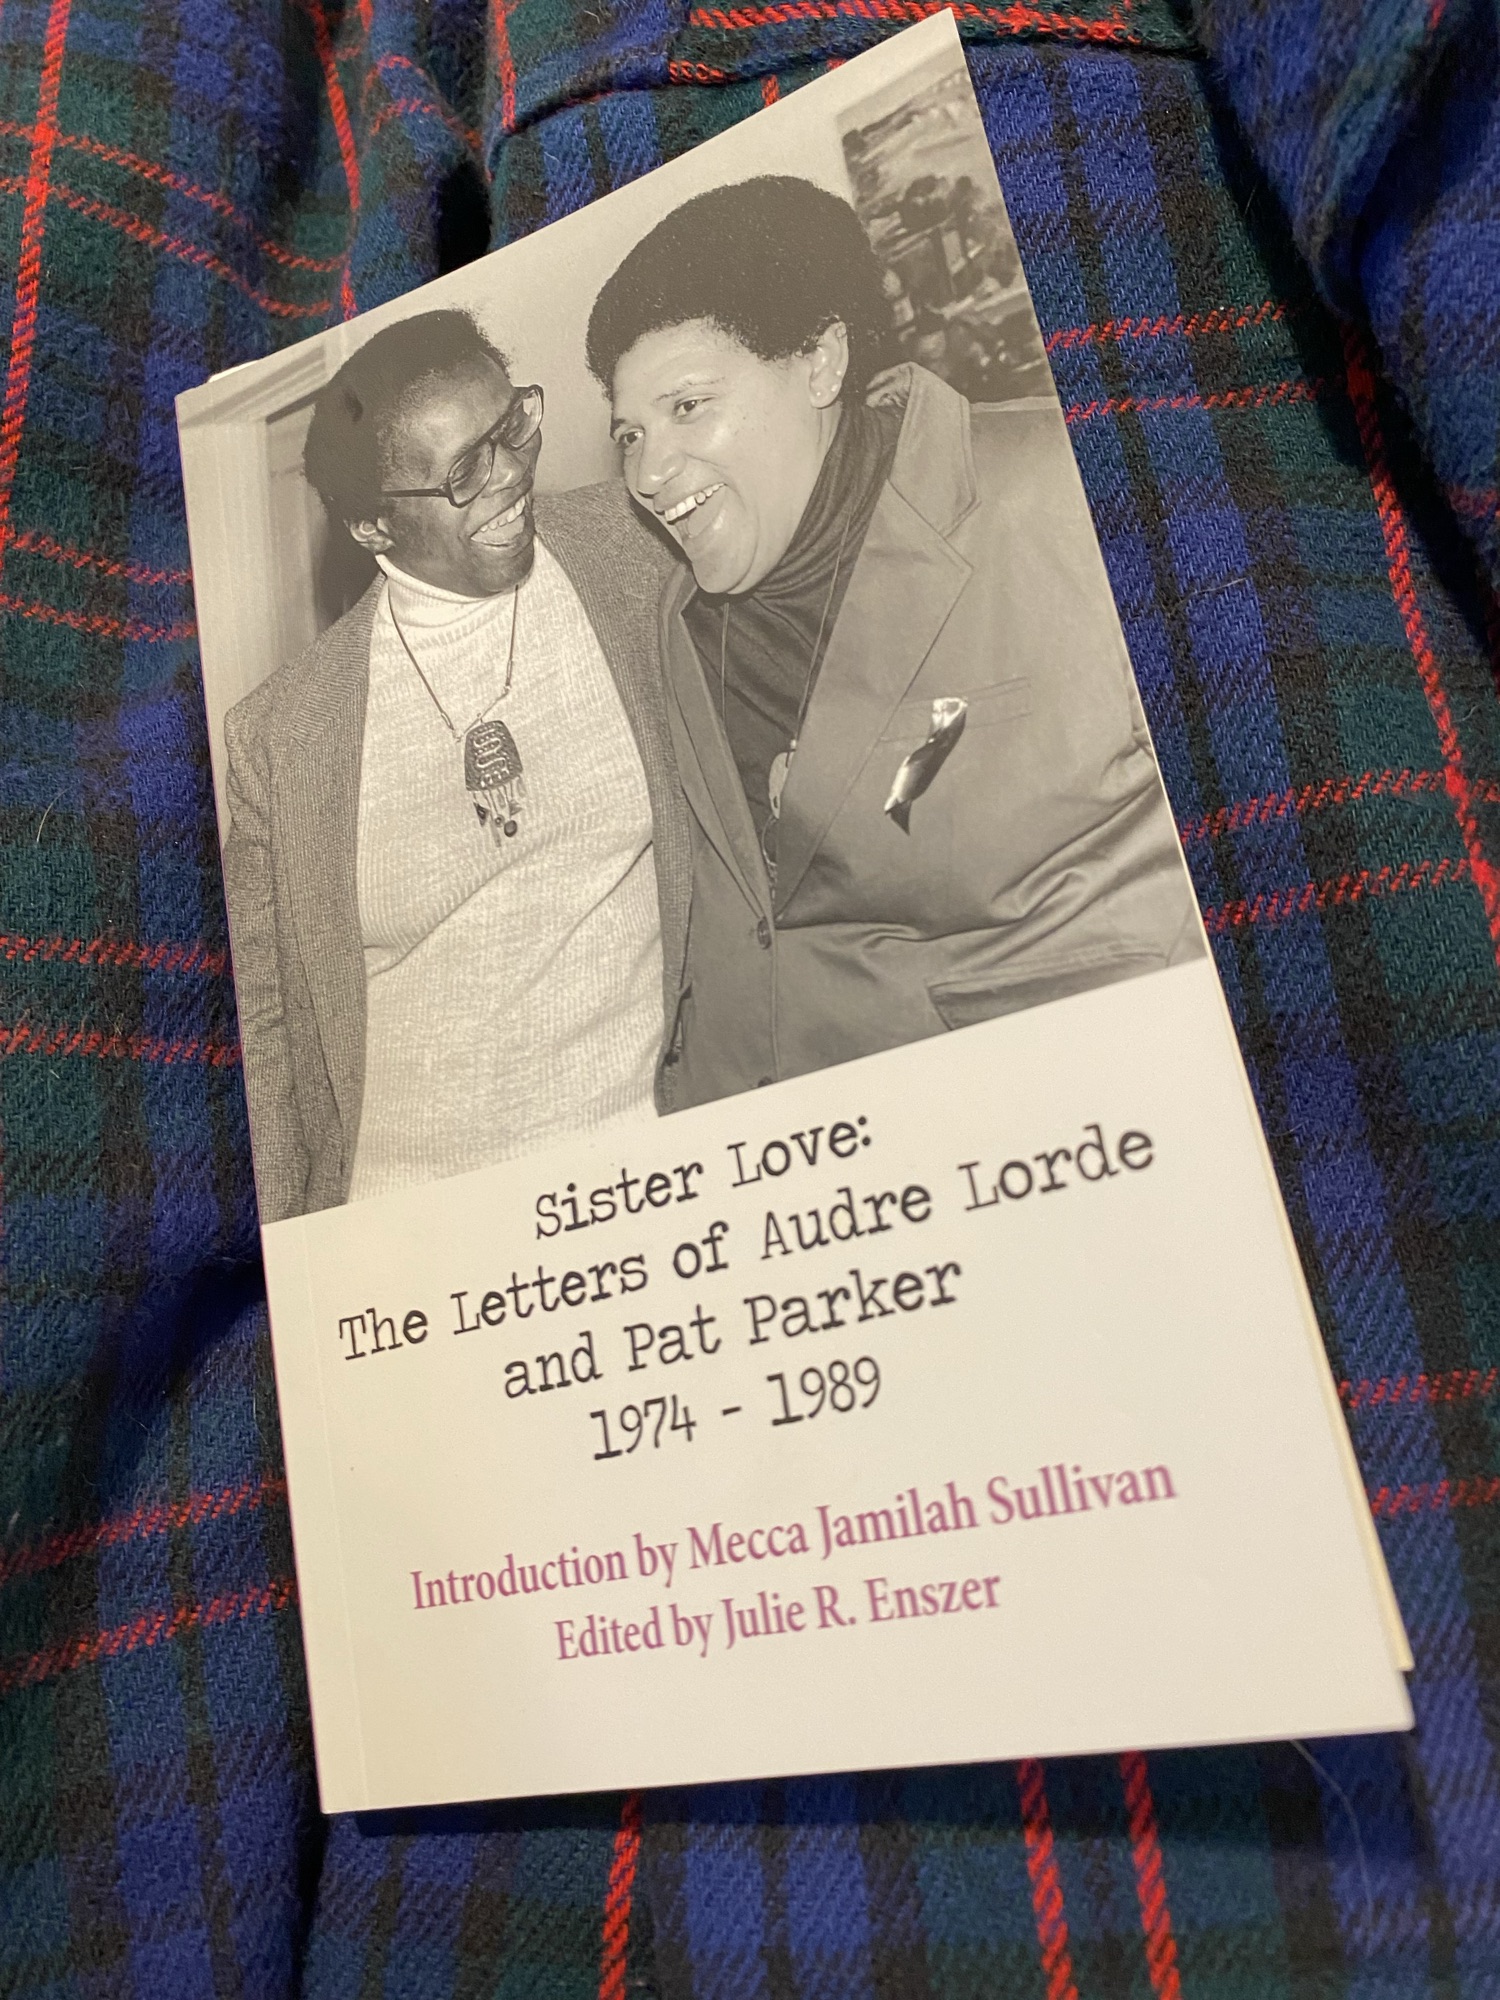 Sister Love:
The Letters of Audre Lorde
and Pat Parker
1974 - 1989
Introduction by Mecca Jamilah Sullivan
Edited by Julie R. Enszer